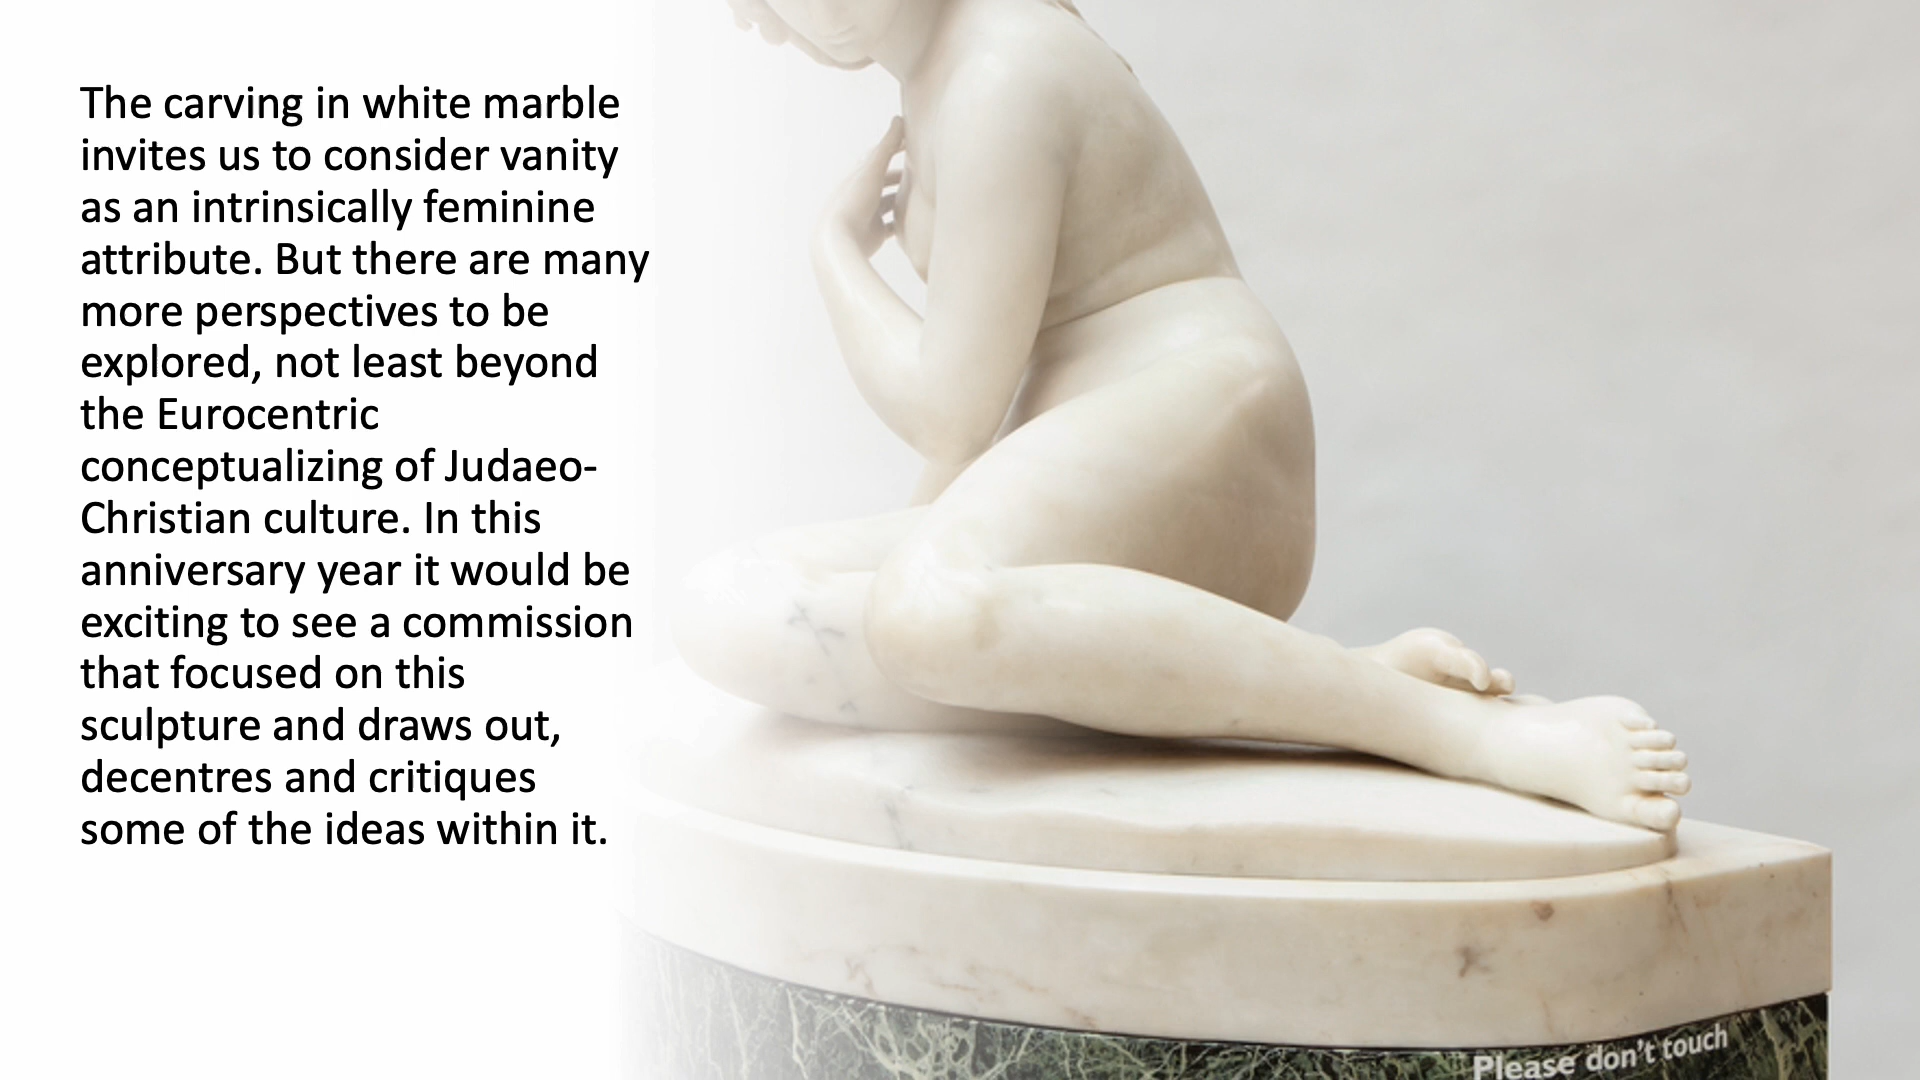 The carving in white marble
invites us to consider vanity
as an intrinsically feminine
attribute. But there are many
more perspectives to be
explored, not least beyond
the Eurocentric
conceptualizing of Judaeo-
Christian culture. In this
anniversary year it would be
exciting to see a commission
that focused on this
sculpture and draws out,
decentres and critiques
some of the ideas within it.
Please don't touch